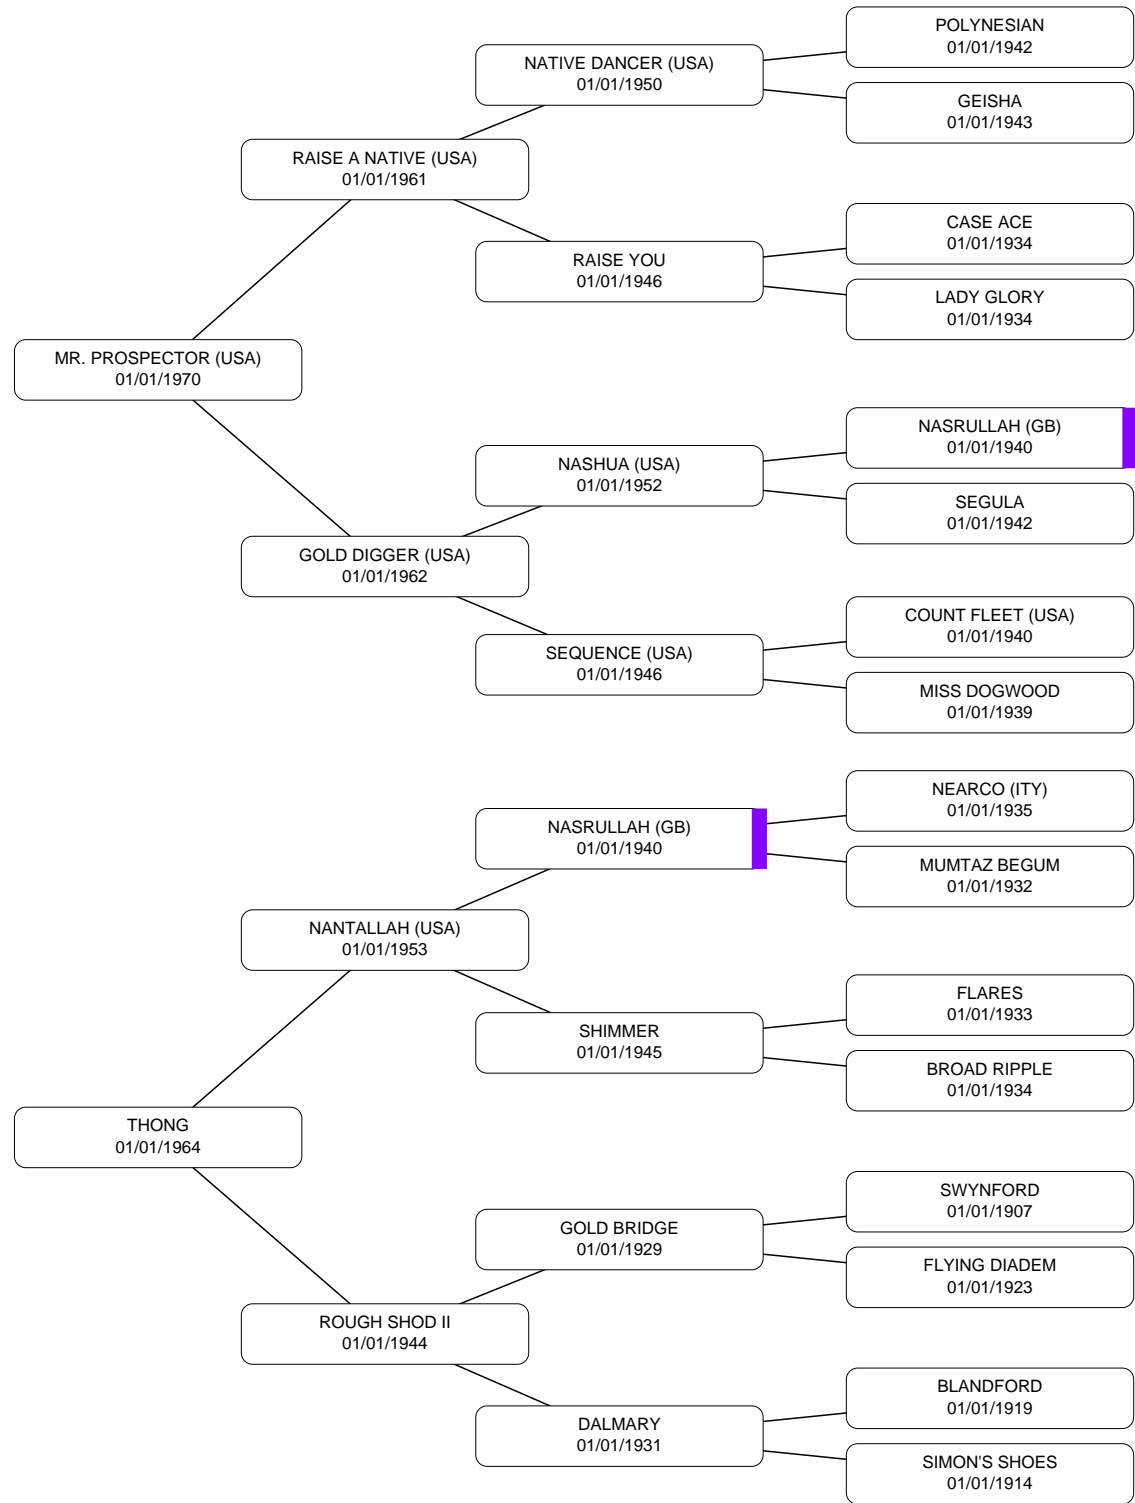 POLYNESIAN
01/01/1942
NATIVE DANCER (USA)
01/01/1950
GEISHA
01/01/1943
RAISE A NATIVE (USA)
01/01/1961
CASE ACE
01/01/1934
RAISE YOU
01/01/1946
LADY GLORY
01/01/1934
MR. PROSPECTOR (USA)
01/01/1970
NASRULLAH (GB)
01/01/1940
NASHUA (USA)
01/01/1952
SEGULA
01/01/1942
GOLD DIGGER (USA)
01/01/1962
COUNT FLEET (USA)
01/01/1940
SEQUENCE (USA)
01/01/1946
MISS DOGWOOD
01/01/1939
NEARCO (ITY)
01/01/1935
NASRULLAH (GB)
01/01/1940
MUMTAZ BEGUM
01/01/1932
NANTALLAH (USA)
01/01/1953
FLARES
01/01/1933
SHIMMER
01/01/1945
BROAD RIPPLE
01/01/1934
THONG
01/01/1964
SWYNFORD
01/01/1907
GOLD BRIDGE
01/01/1929
FLYING DIADEM
01/01/1923
ROUGH SHOD II
01/01/1944
BLANDFORD
01/01/1919
DALMARY
01/01/1931
SIMON'S SHOES
01/01/1914